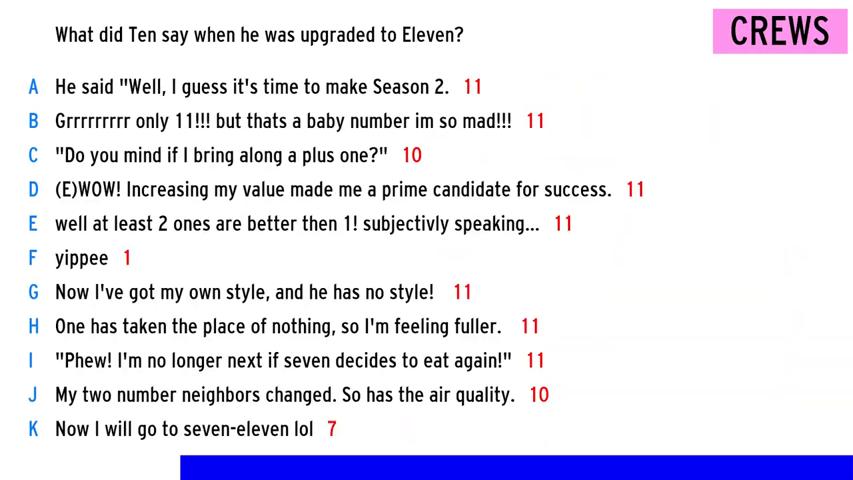 CREWS
What did Ten say when he was upgraded to Eleven?
A He said "Well, I guess it's time to make Season 2. 11
B Grrrrrrrrr only 11!!! but thats a baby number im so mad!!! 11
C "Do you mind if I bring along a plus one?" 10
D (E)WOW! Increasing my value made me a prime candidate for success. 11
E well at least 2 ones are better then 1! subjectivly speaking... 11
F yippee 1
G Now I've got my own style, and he has no style! 11
H One has taken the place of nothing, so I'm feeling fuller. 11
I "Phew! I'm no longer next if seven decides to eat again!" 11
J My two number neighbors changed. So has the air quality. 10
K Now I will go to seven-eleven lol 7